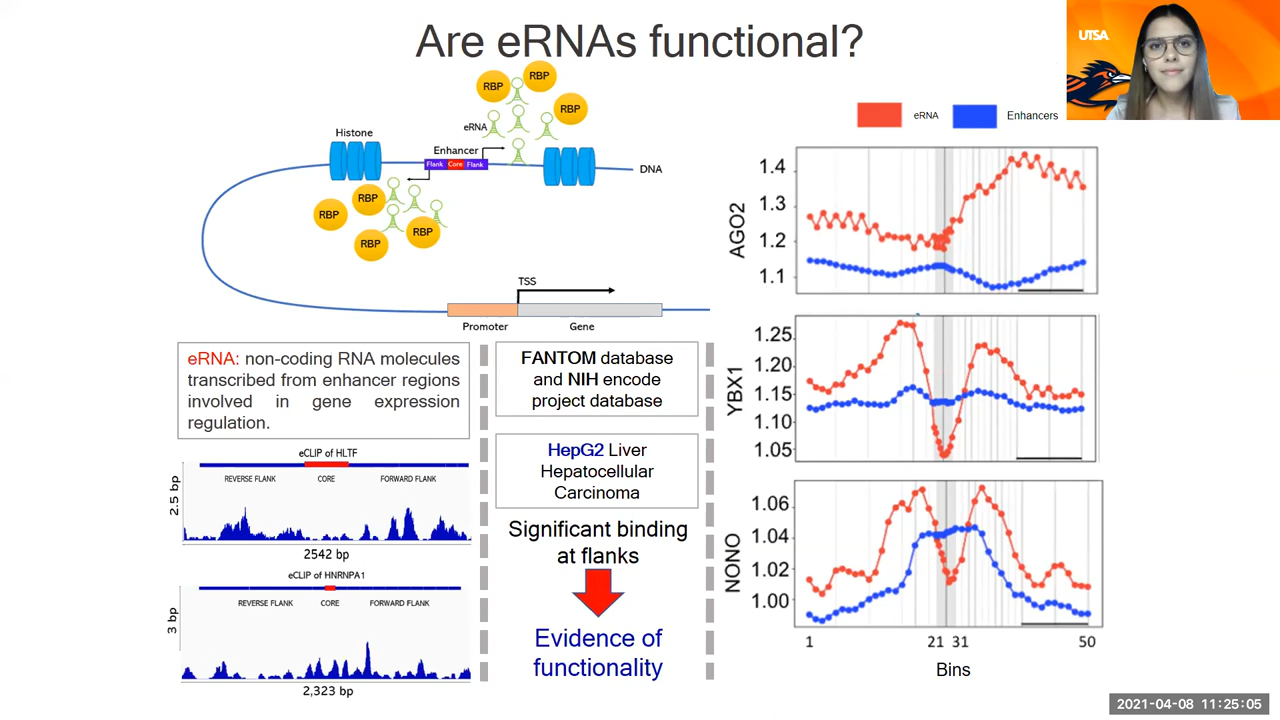 Are eRNAs functional?
UTSA
RBP
RBP
RBP
eRNA
Histone
Enhancer
Flank Core Flank
DNA
RBP
RBP
RBP
RBP
TSS
Promoter
Gene
eRNA: non-coding RNA molecules
transcribed from enhancer regions
involved in gene expression
regulation.
eCLIP of HLTF
REVERSE FLANK CORE FORWARD FLANK
2.5 bp
2542 bp
eCLIP of HNRNPA1
REVERSE FLANK CORE FORWARD FLANK
3 bp
2,323 bp
FANTOM database
and NIH encode
project database
HepG2 Liver
Hepatocellular
Carcinoma
Significant binding
at flanks
Evidence of
functionality
eRNA
Enhancers
AGO2
1.4
1.3
1.2
1.1
YBX1
1.25
1.20
1.15
1.10
1.05
NONO
1.06
1.04
1.02
1.00
1 21 31 50
Bins
2021-04-08 11:25:05